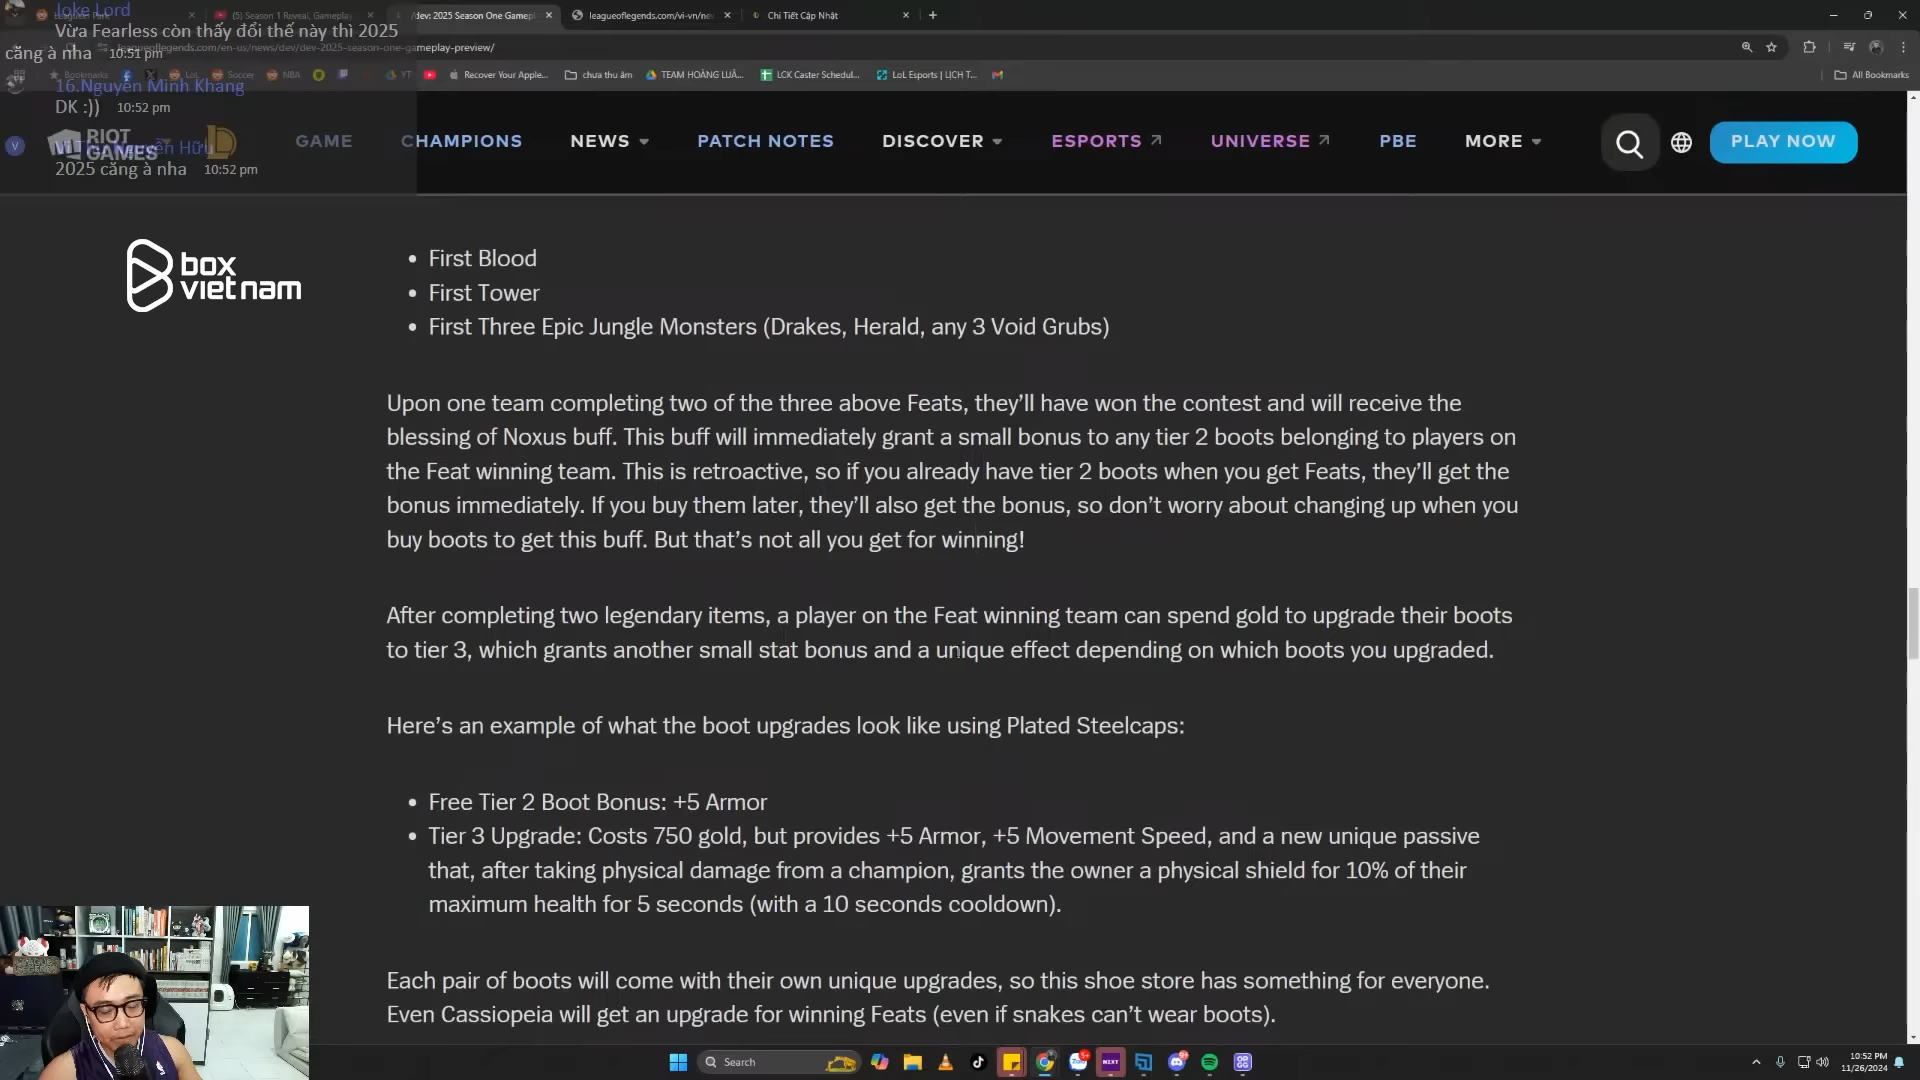 Joke Lord
Vừa Fearless còn thấy đổi thế này thì 2025
căng à nha 10:51 pm
16.Nguyễn Minh Khang
DK :)) 10:52 pm
2025 căng à nha 10:52 pm
(5) Season 1 Reveal, Gamepla
/dev: 2025 Season One Gamepl
leagueoflegends.com/vi-vn/ne
Chi Tiết Cập Nhật
leagueoflegends.com/en-us/news/dev/dev-2025-season-one-gameplay-preview/
Bookmarks
LoL
Soccer
NBA
YT
Recover Your Apple...
chưa thu âm
TEAM HOÀNG LUÂ...
LCK Caster Schedul...
LoL Esports | LỊCH T...
All Bookmarks
RIOT
GAMES
GAME
CHAMPIONS
NEWS
PATCH NOTES
DISCOVER
ESPORTS
UNIVERSE
PBE
MORE
PLAY NOW
box
vietnam
• First Blood
• First Tower
• First Three Epic Jungle Monsters (Drakes, Herald, any 3 Void Grubs)
Upon one team completing two of the three above Feats, they’ll have won the contest and will receive the
blessing of Noxus buff. This buff will immediately grant a small bonus to any tier 2 boots belonging to players on
the Feat winning team. This is retroactive, so if you already have tier 2 boots when you get Feats, they’ll get the
bonus immediately. If you buy them later, they’ll also get the bonus, so don’t worry about changing up when you
buy boots to get this buff. But that’s not all you get for winning!
After completing two legendary items, a player on the Feat winning team can spend gold to upgrade their boots
to tier 3, which grants another small stat bonus and a unique effect depending on which boots you upgraded.
Here’s an example of what the boot upgrades look like using Plated Steelcaps:
• Free Tier 2 Boot Bonus: +5 Armor
• Tier 3 Upgrade: Costs 750 gold, but provides +5 Armor, +5 Movement Speed, and a new unique passive
that, after taking physical damage from a champion, grants the owner a physical shield for 10% of their
maximum health for 5 seconds (with a 10 seconds cooldown).
Each pair of boots will come with their own unique upgrades, so this shoe store has something for everyone.
Even Cassiopeia will get an upgrade for winning Feats (even if snakes can’t wear boots).
Search
10:52 PM
11/26/2024